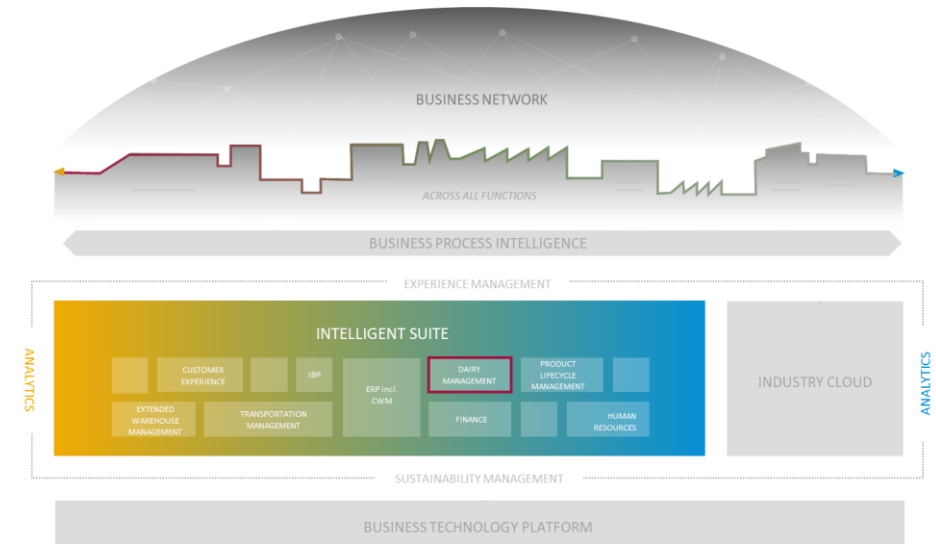 BUSINESS NETWORK
ACROSS ALL FUNCTIONS
BUSINESS PROCESS INTELLIGENCE
EXPERIENCE MANAGEMENT
ANALYTICS
INTELLIGENT SUITE
CUSTOMER
EXPERIENCE
IBP
ERP incl.
CWM
DAIRY
MANAGEMENT
PRODUCT
LIFECYCLE
MANAGEMENT
EXTENDED
WAREHOUSE
MANAGEMENT
TRANSPORTATION
MANAGEMENT
FINANCE
HUMAN
RESOURCES
INDUSTRY CLOUD
ANALYTICS
SUSTAINABILITY MANAGEMENT
BUSINESS TECHNOLOGY PLATFORM